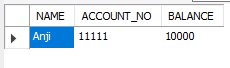 NAME ACCOUNT_NO BALANCE
Anji 11111 10000